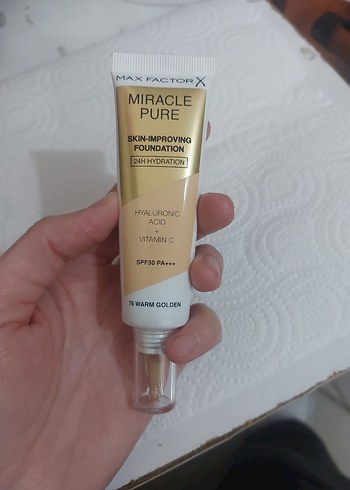 MAX FACTOR X
MIRACLE
PURE
SKIN-IMPROVING
FOUNDATION
24H HYDRATION
HYALURONIC
ACID
+
VITAMIN C
SPF30 PA+++
76 WARM GOLDEN